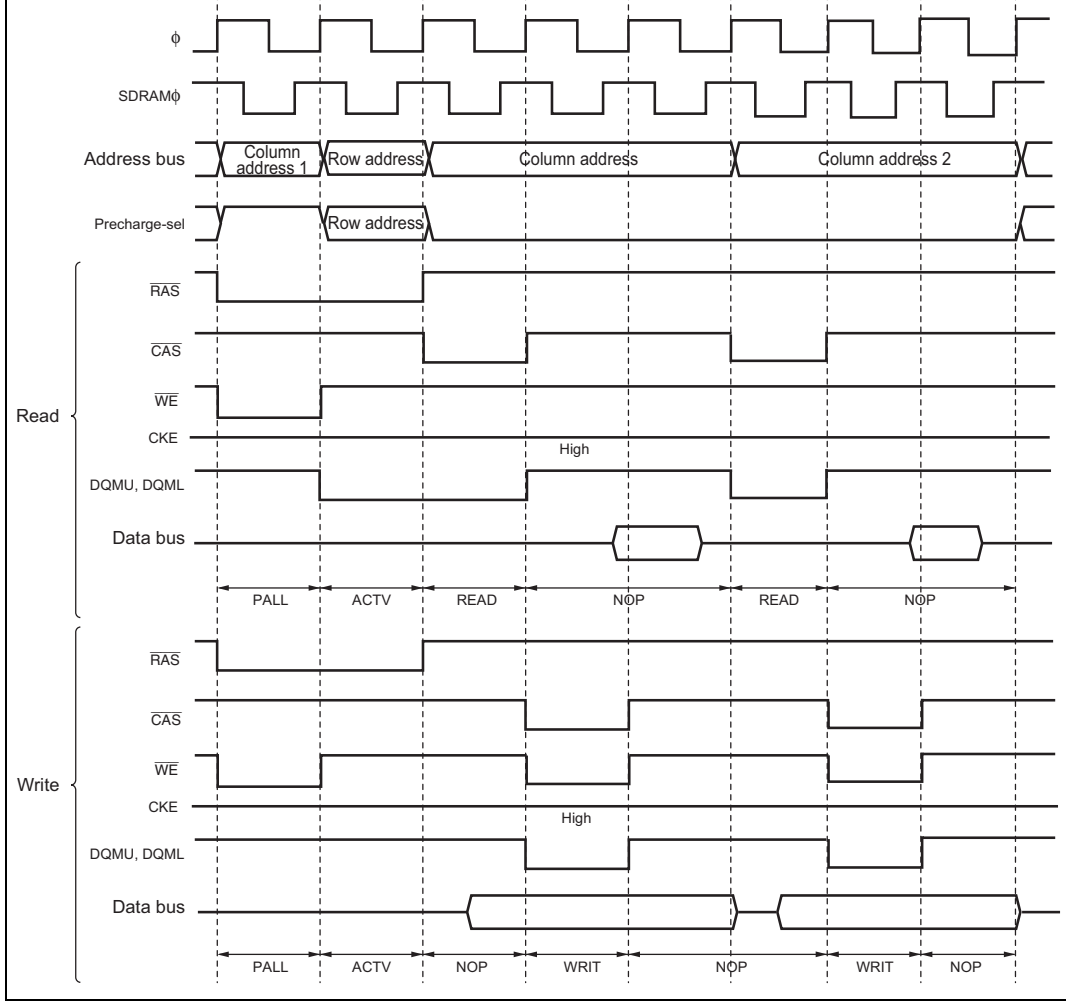 ϕ
SDRAMϕ
Address bus
Column
address 1
Row address
Column address
Column address 2
Precharge-sel
Row address
Read
RAS
CAS
WE
CKE
High
DQMU, DQML
Data bus
PALL ACTV READ NOP READ NOP
Write
RAS
CAS
WE
CKE
High
DQMU, DQML
Data bus
PALL ACTV NOP WRIT NOP WRIT NOP